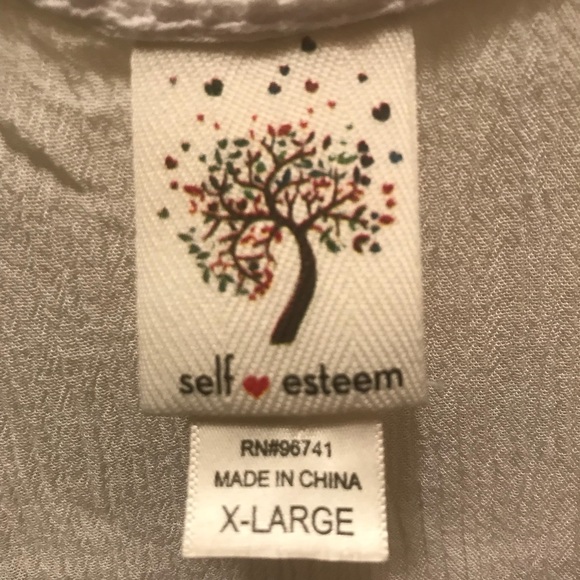 self ❤ esteem
RN#96741
MADE IN CHINA
X-LARGE